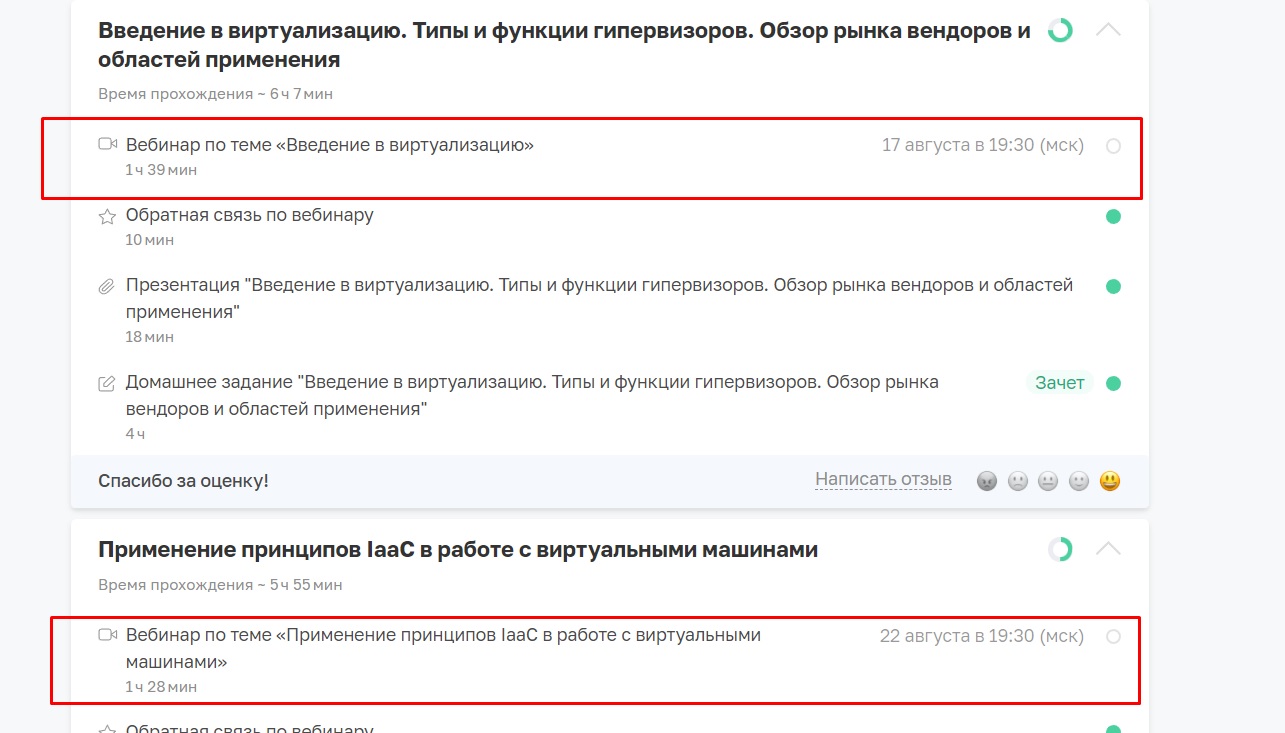 Введение в виртуализацию. Типы и функции гипервизоров. Обзор рынка вендоров и
областей применения
Время прохождения ~ 6 ч 7 мин
Вебинар по теме «Введение в виртуализацию»
17 августа в 19:30 (мск)
1 ч 39 мин
Обратная связь по вебинару
10 мин
Презентация "Введение в виртуализацию. Типы и функции гипервизоров. Обзор рынка вендоров и областей
применения"
18 мин
Домашнее задание "Введение в виртуализацию. Типы и функции гипервизоров. Обзор рынка
вендоров и областей применения"
Зачет
4 ч
Спасибо за оценку!
Написать отзыв
Применение принципов IaaC в работе с виртуальными машинами
Время прохождения ~ 5 ч 55 мин
Вебинар по теме «Применение принципов IaaC в работе с виртуальными
машинами»
22 августа в 19:30 (мск)
1 ч 28 мин
Обратная связь по вебинару